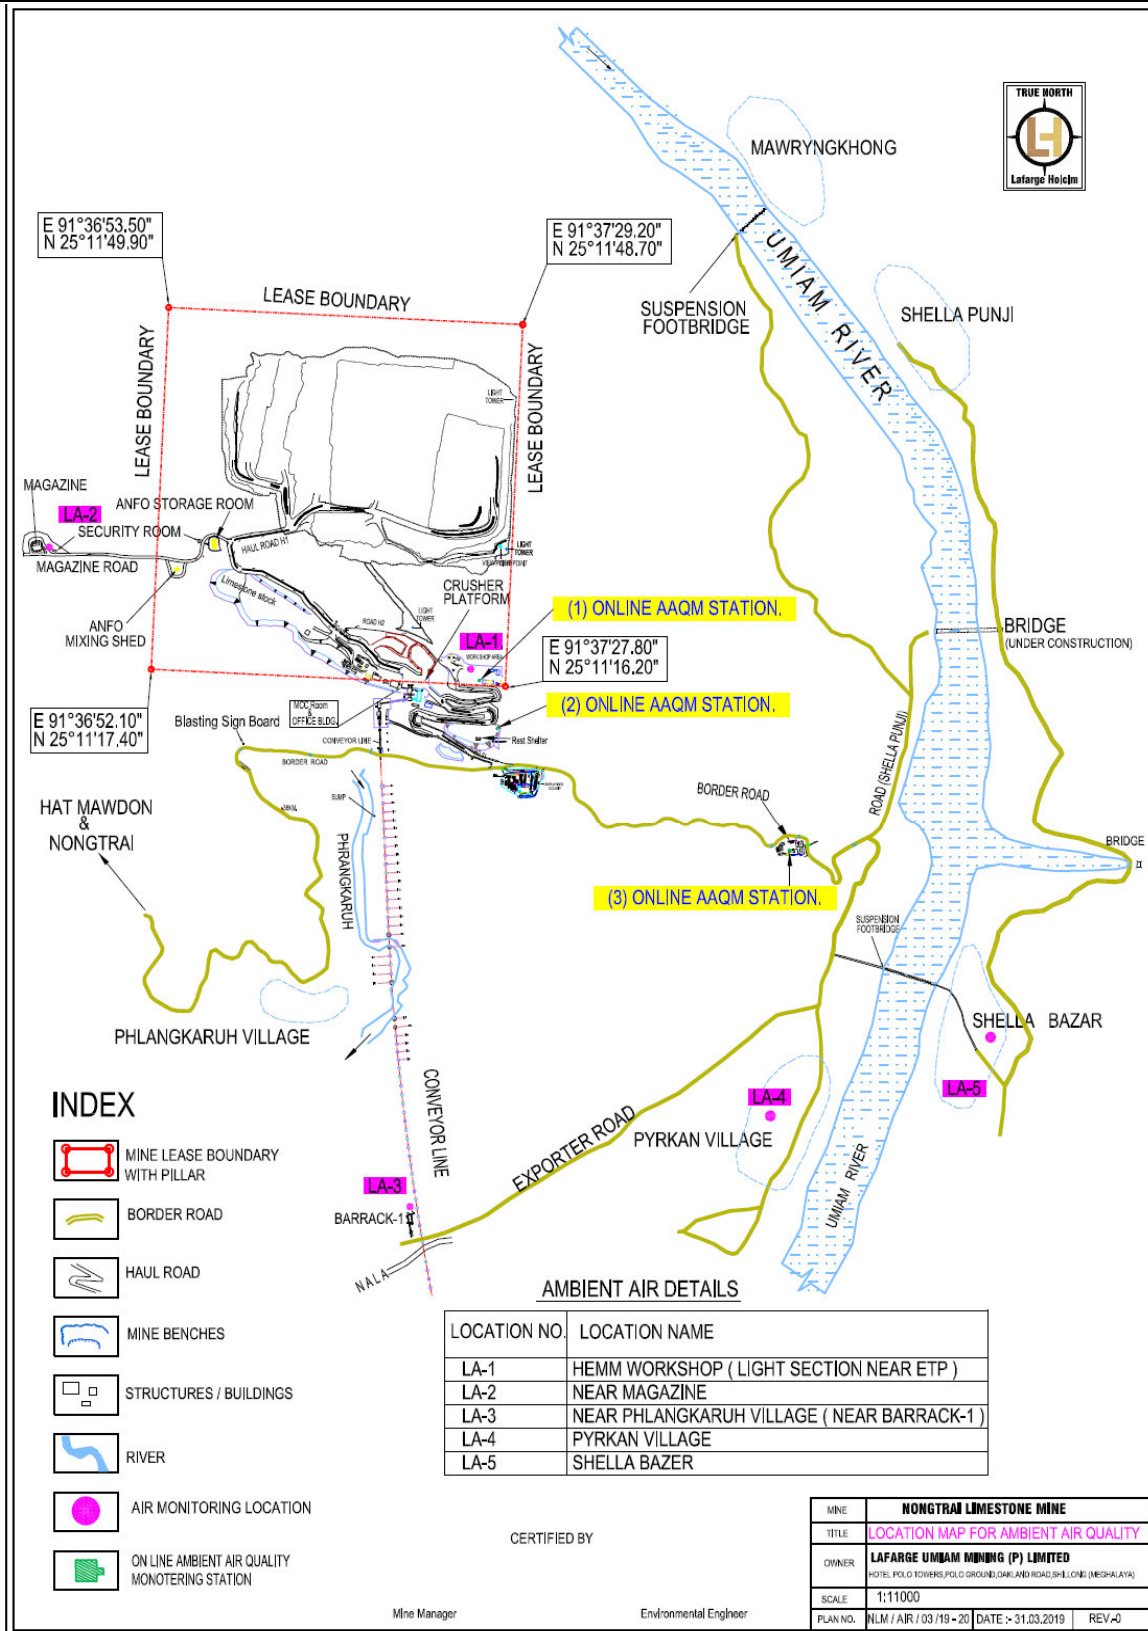 TRUE NORTH
Lafarge Holcim
MAWRYNGKHONG
E 91°36'53.50"
N 25°11'49.90"
E 91°37'29.20"
N 25°11'48.70"
UMIAM RIVER
LEASE BOUNDARY
SUSPENSION
FOOTBRIDGE
SHELLA PUNJI
LEASE BOUNDARY
LEASE BOUNDARY
LIGHT
TOWER
MAGAZINE
LA-2
ANFO STORAGE ROOM
SECURITY ROOM
HAUL ROAD H1
LIGHT
TOWER
MAGAZINE ROAD
Limestone stock
CRUSHER
PLATFORM
ANFO
MIXING SHED
LIGHT
TOWER
ROAD H2
(1) ONLINE AAQM STATION.
LA-1
WORKSHOP AREA
E 91°37'27.80"
N 25°11'16.20"
BRIDGE
(UNDER CONSTRUCTION)
E 91°36'52.10"
N 25°11'17.40"
(2) ONLINE AAQM STATION.
MCC Room
OFFICE BLDG.
Blasting Sign Board
CONVEYOR LINE
Rest Shelter
BORDER ROAD
ROAD (SHELLA PUNJI)
HAT MAWDON
&
NONGTRAI
SUMP
PHRANGKARUH
BORDER ROAD
BRIDGE
(3) ONLINE AAQM STATION.
SUSPENSION
FOOTBRIDGE
PHLANGKARUH VILLAGE
SHELLA BAZAR
LA-5
LA-4
CONVEYOR LINE
EXPORTER ROAD
PYRKAN VILLAGE
UMIAM RIVER
LA-3
BARRACK-1
NALA
INDEX
MINE LEASE BOUNDARY
WITH PILLAR
BORDER ROAD
HAUL ROAD
MINE BENCHES
STRUCTURES / BUILDINGS
RIVER
AIR MONITORING LOCATION
ON LINE AMBIENT AIR QUALITY
MONOTERING STATION
AMBIENT AIR DETAILS
LOCATION NO. LOCATION NAME
LA-1 HEMM WORKSHOP ( LIGHT SECTION NEAR ETP )
LA-2 NEAR MAGAZINE
LA-3 NEAR PHLANGKARUH VILLAGE ( NEAR BARRACK-1 )
LA-4 PYRKAN VILLAGE
LA-5 SHELLA BAZER
CERTIFIED BY
Mine Manager
Environmental Engineer
MINE NONGTRAI LIMESTONE MINE
TITLE LOCATION MAP FOR AMBIENT AIR QUALITY
OWNER LAFARGE UMIAM MINING (P) LIMITED
HOTEL POLO TOWERS,POLO GROUND,OAKLAND ROAD,SHILLONG (MEGHALAYA)
SCALE 1:11000
PLAN NO. NLM / AIR / 03 /19 - 20 DATE :- 31.03.2019 REV.-0